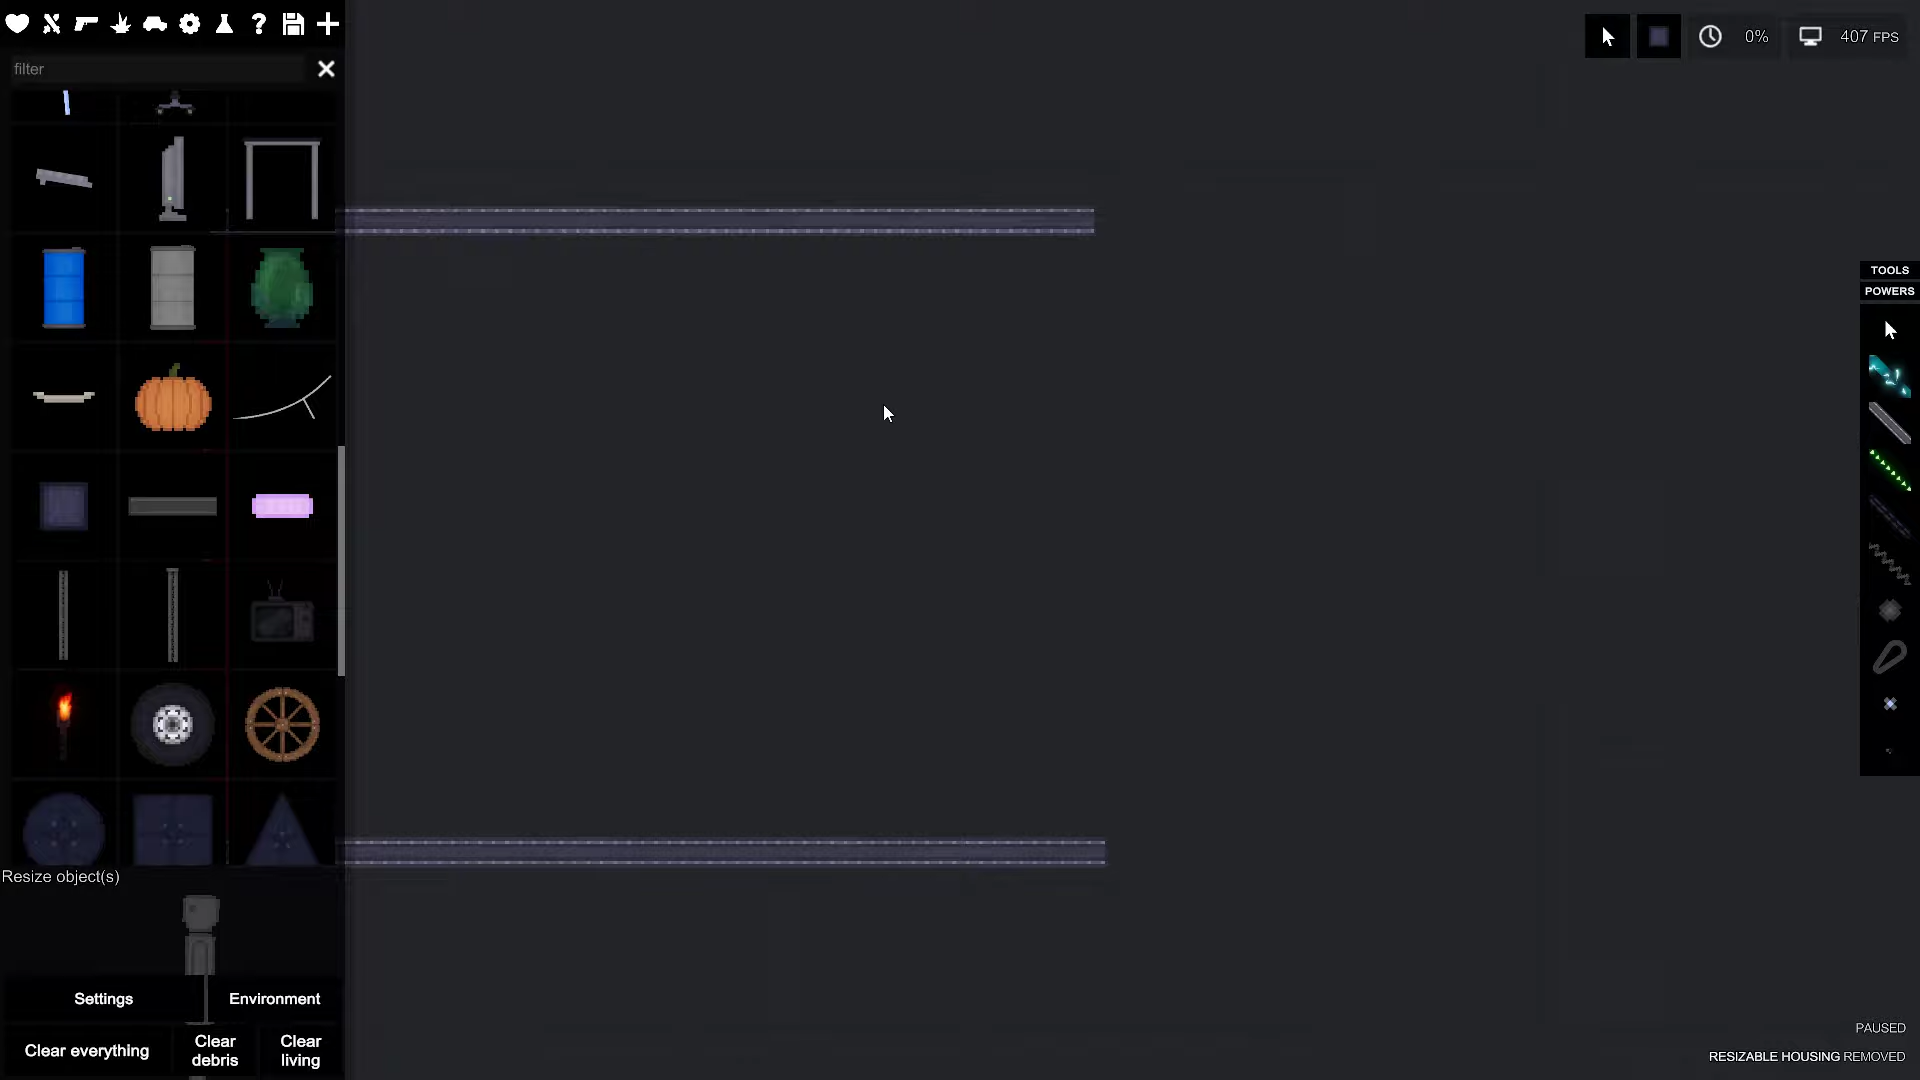 filter
0%
407 FPS
TOOLS
POWERS
Resize object(s)
Settings
Environment
Clear everything
Clear debris
Clear living
PAUSED
RESIZABLE HOUSING REMOVED